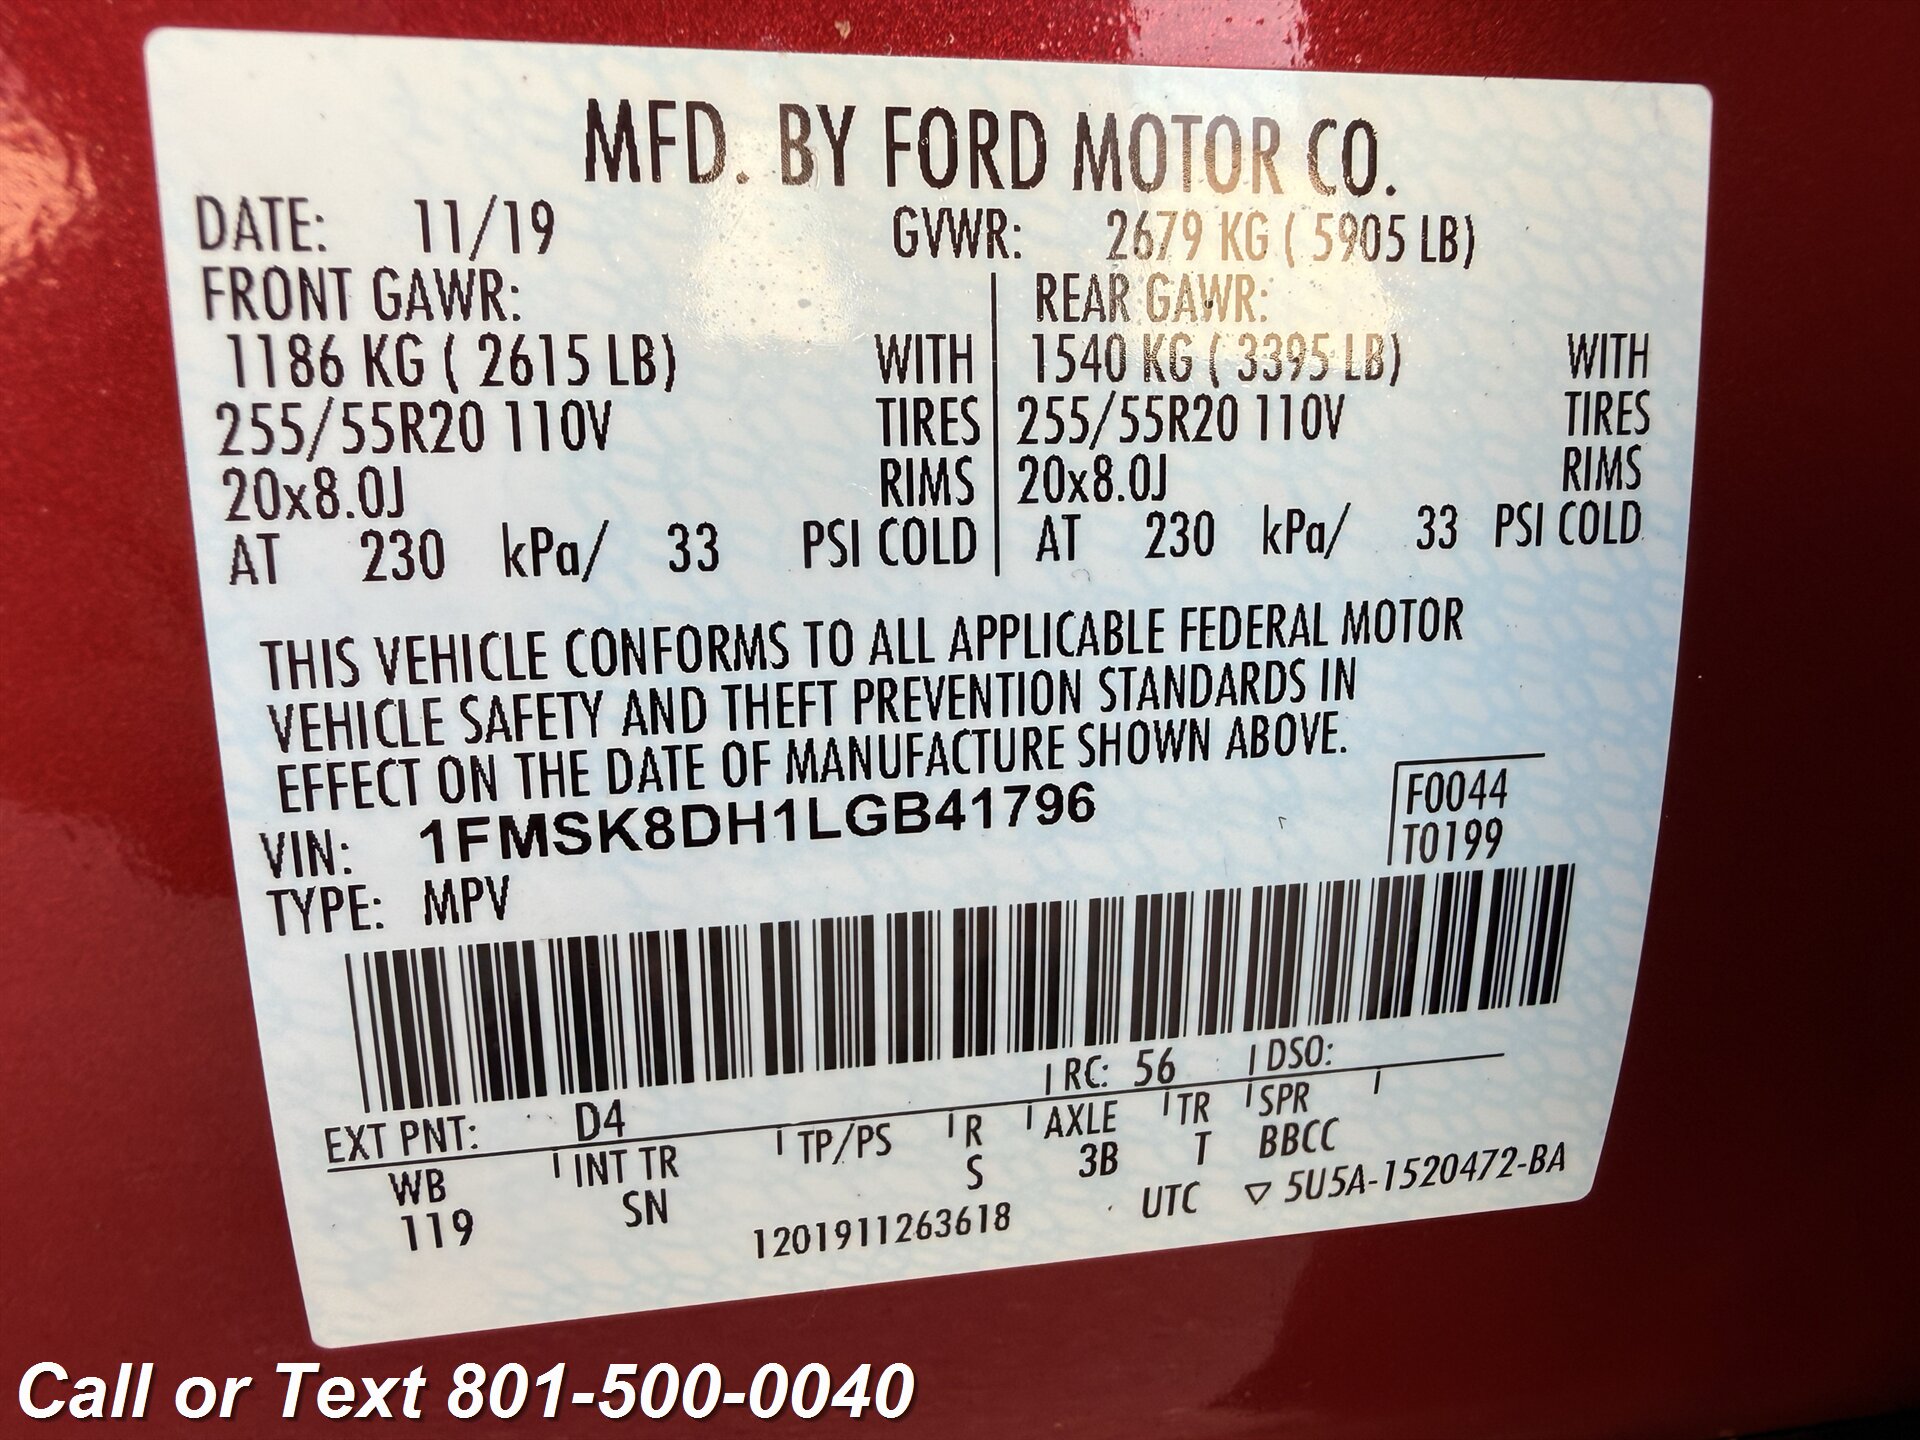 MFD. BY FORD MOTOR CO.
DATE: 11/19 GVWR: 2679 KG ( 5905 LB)
FRONT GAWR: REAR GAWR:
1186 KG ( 2615 LB) WITH 1540 KG ( 3395 LB) WITH
255/55R20 110V TIRES 255/55R20 110V TIRES
20x8.0J RIMS 20x8.0J RIMS
AT 230 kPa/ 33 PSI COLD AT 230 kPa/ 33 PSI COLD
THIS VEHICLE CONFORMS TO ALL APPLICABLE FEDERAL MOTOR
VEHICLE SAFETY AND THEFT PREVENTION STANDARDS IN
EFFECT ON THE DATE OF MANUFACTURE SHOWN ABOVE.
VIN: 1FMSK8DH1LGB41796 F0044
TYPE: MPV T0199
RC: 56 DSO:
EXT PNT: D4
WB INT TR TP/PS R AXLE TR SPR
119 SN S 3B T BBCC
1201911263618 UTC ▽ 5U5A-1520472-BA
Call or Text 801-500-0040